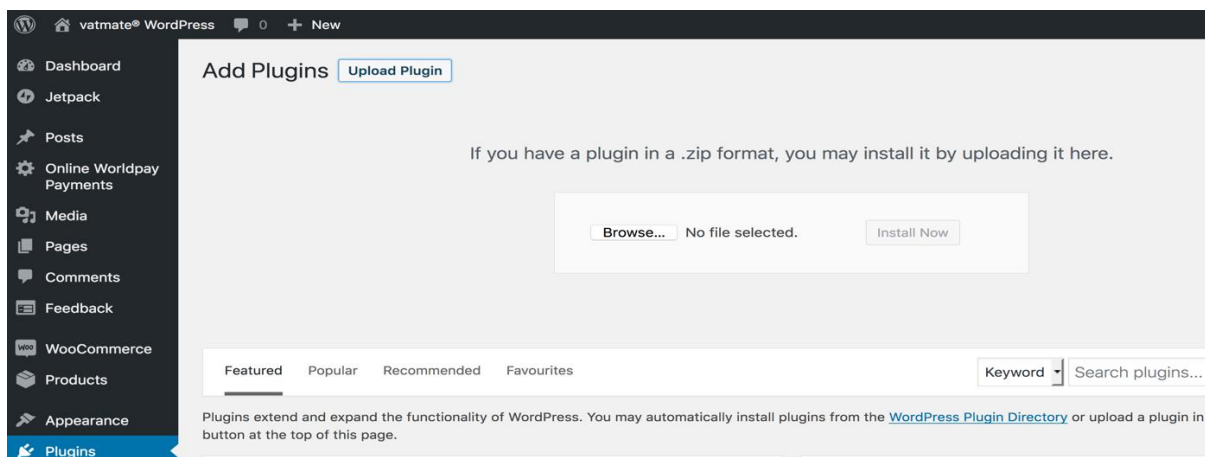 vatmate® WordPress 0 + New
Dashboard
Jetpack
Posts
Online Worldpay
Payments
Media
Pages
Comments
Feedback
WooCommerce
Products
Appearance
Plugins
Add Plugins Upload Plugin
If you have a plugin in a .zip format, you may install it by uploading it here.
Browse... No file selected. Install Now
Featured Popular Recommended Favourites Keyword Search plugins...
Plugins extend and expand the functionality of WordPress. You may automatically install plugins from the WordPress Plugin Directory or upload a plugin in
button at the top of this page.